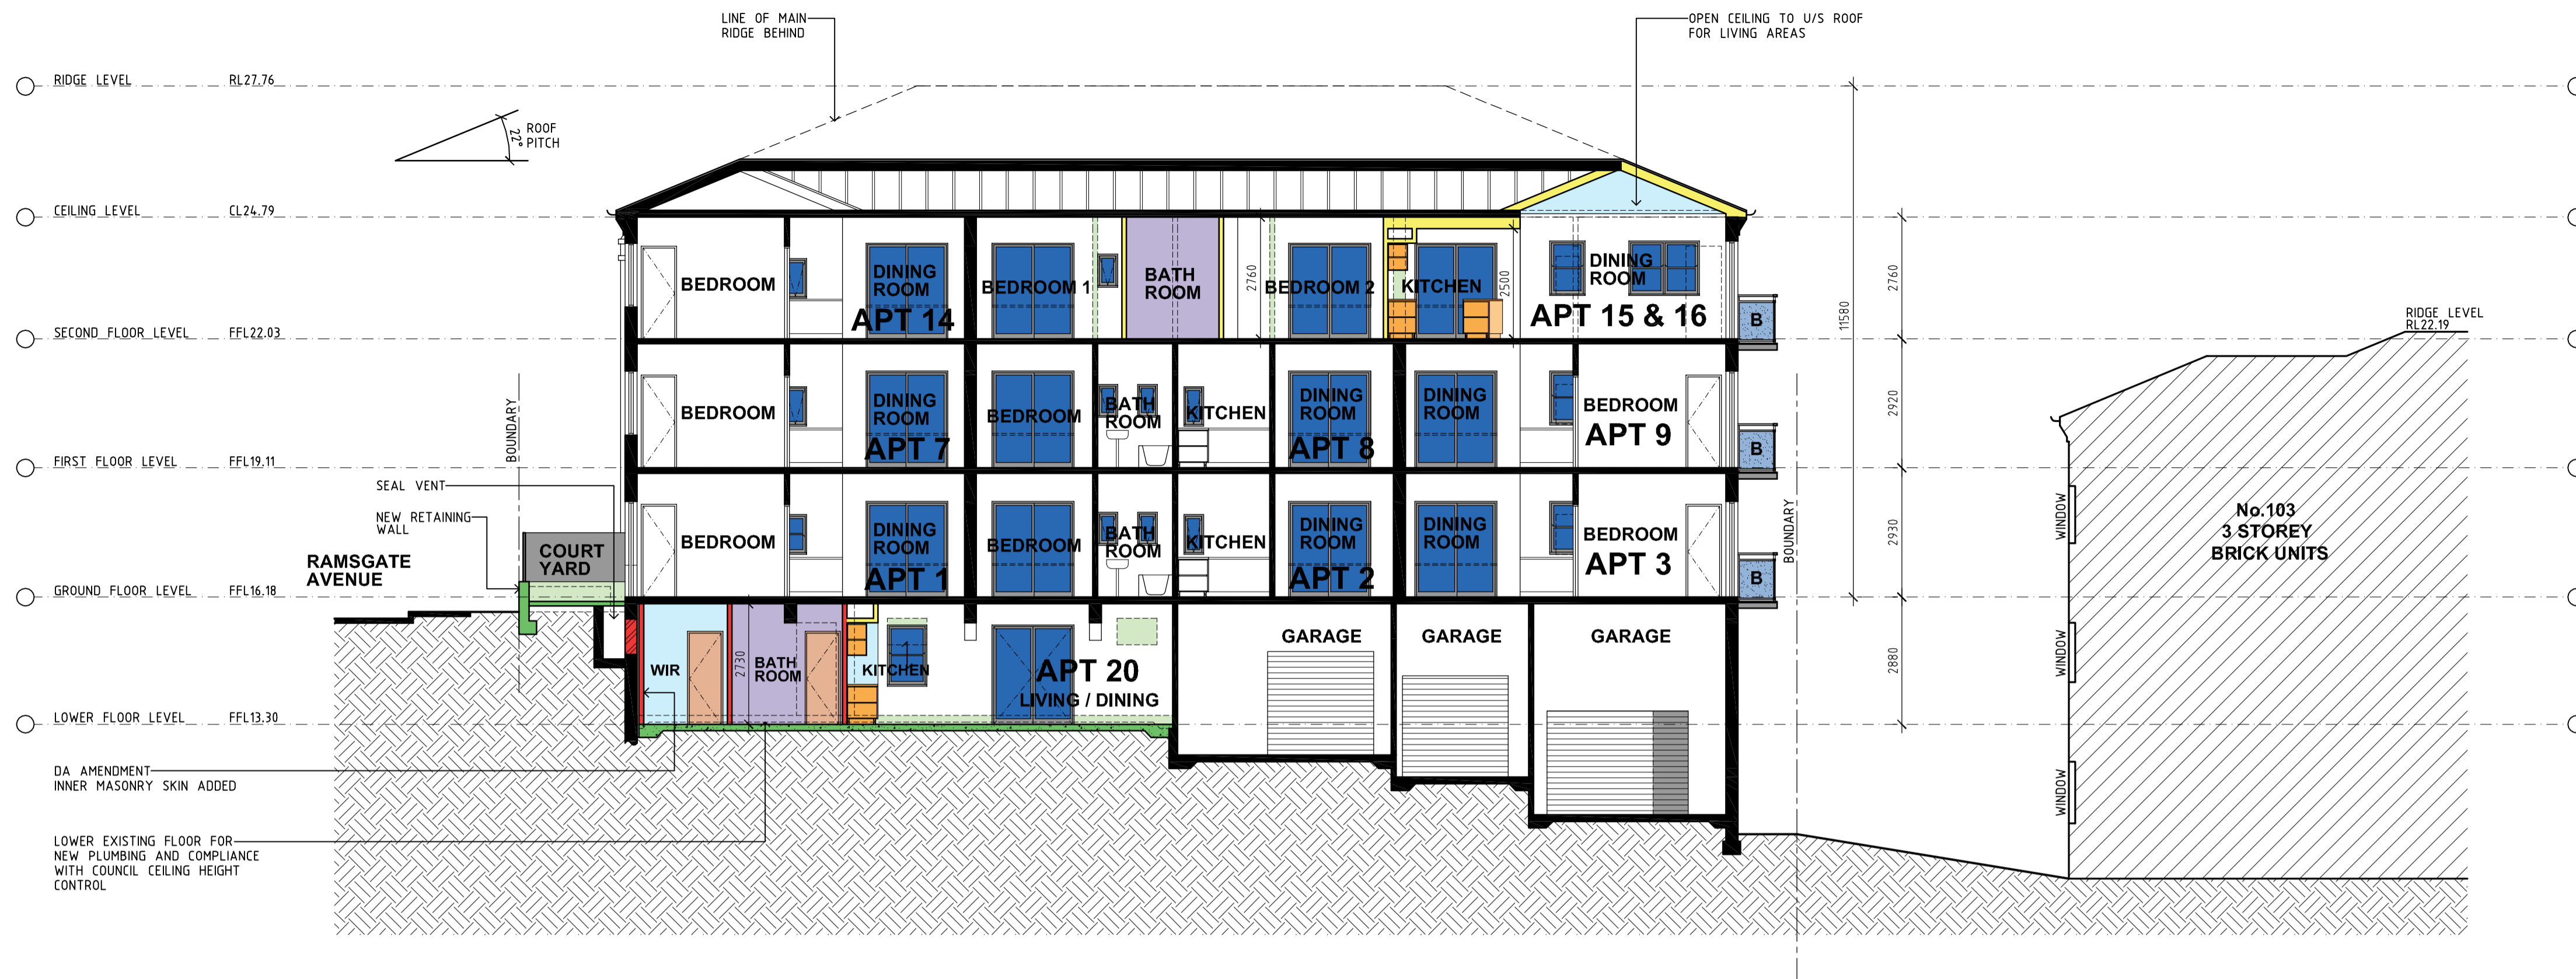 LINE OF MAIN
RIDGE BEHIND
OPEN CEILING TO U/S ROOF
FOR LIVING AREAS
RIDGE LEVEL RL27.76
22°
ROOF
PITCH
CEILING LEVEL CL24.79
BEDROOM
DINING
ROOM
APT 14
BEDROOM 1
BATH
ROOM
2760
BEDROOM 2
KITCHEN
2500
DINING
ROOM
APT 15 & 16
B
11580
2760
RIDGE LEVEL
RL22.19
SECOND FLOOR LEVEL FFL22.03
BOUNDARY
BEDROOM
DINING
ROOM
APT 7
BEDROOM
BATH
ROOM
KITCHEN
DINING
ROOM
APT 8
DINING
ROOM
BEDROOM
APT 9
B
2920
FIRST FLOOR LEVEL FFL19.11
SEAL VENT
NEW RETAINING
WALL
RAMSGATE
AVENUE
COURT
YARD
BEDROOM
DINING
ROOM
APT 1
BEDROOM
BATH
ROOM
KITCHEN
DINING
ROOM
APT 2
DINING
ROOM
BEDROOM
APT 3
B
BOUNDARY
2930
WINDOW
No.103
3 STOREY
BRICK UNITS
GROUND FLOOR LEVEL FFL16.18
WIR
2730
BATH
ROOM
KITCHEN
APT 20
LIVING / DINING
GARAGE
GARAGE
GARAGE
2880
WINDOW
LOWER FLOOR LEVEL FFL13.30
WINDOW
DA AMENDMENT
INNER MASONRY SKIN ADDED
LOWER EXISTING FLOOR FOR
NEW PLUMBING AND COMPLIANCE
WITH COUNCIL CEILING HEIGHT
CONTROL